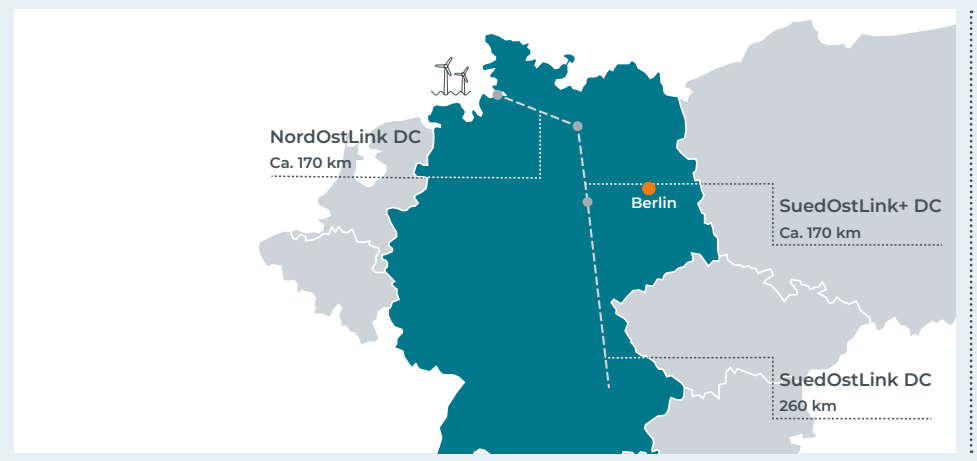 NordOstLink DC
Ca. 170 km
Berlin
SuedOstLink+ DC
Ca. 170 km
SuedOstLink DC
260 km